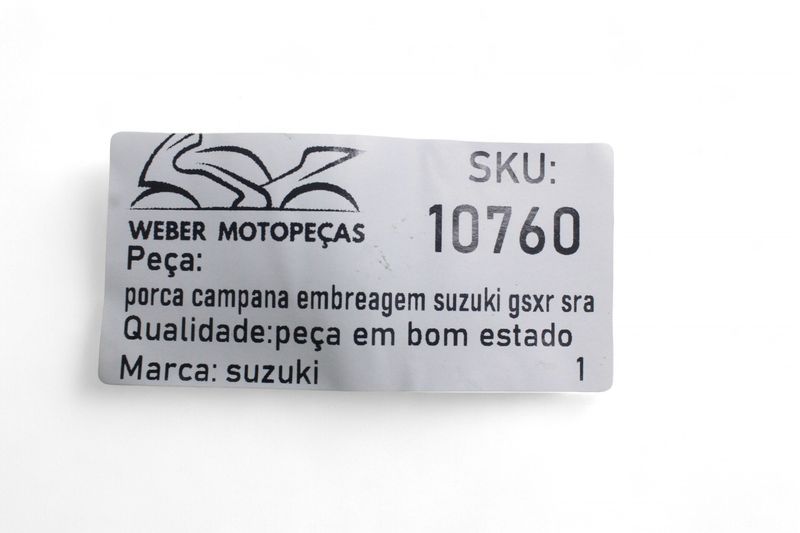 WEBER MOTOPEÇAS
SKU:
10760
Peça:
porca campana embreagem suzuki gsxr sra
Qualidade:peça em bom estado
Marca: suzuki
1